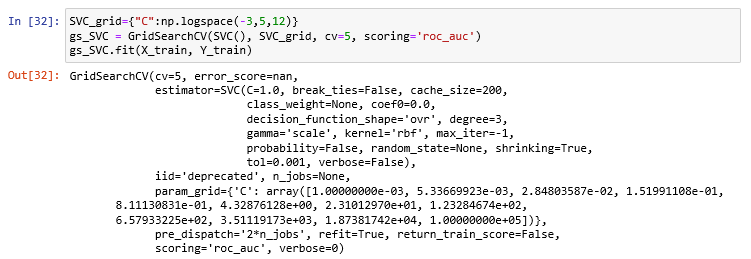 In [32]: SVC_grid={"C":np.logspace(-3,5,12)}
gs_SVC = GridSearchCV(SVC(), SVC_grid, cv=5, scoring='roc_auc')
gs_SVC.fit(X_train, Y_train)
Out[32]: GridSearchCV(cv=5, error_score=nan,
estimator=SVC(C=1.0, break_ties=False, cache_size=200,
class_weight=None, coef0=0.0,
decision_function_shape='ovr', degree=3,
gamma='scale', kernel='rbf', max_iter=-1,
probability=False, random_state=None, shrinking=True,
tol=0.001, verbose=False),
iid='deprecated', n_jobs=None,
param_grid={'C': array([1.00000000e-03, 5.33669923e-03, 2.84803587e-02, 1.51991108e-01,
8.11130831e-01, 4.32876128e+00, 2.31012970e+01, 1.23284674e+02,
6.57933225e+02, 3.51119173e+03, 1.87381742e+04, 1.00000000e+05])},
pre_dispatch='2*n_jobs', refit=True, return_train_score=False,
scoring='roc_auc', verbose=0)